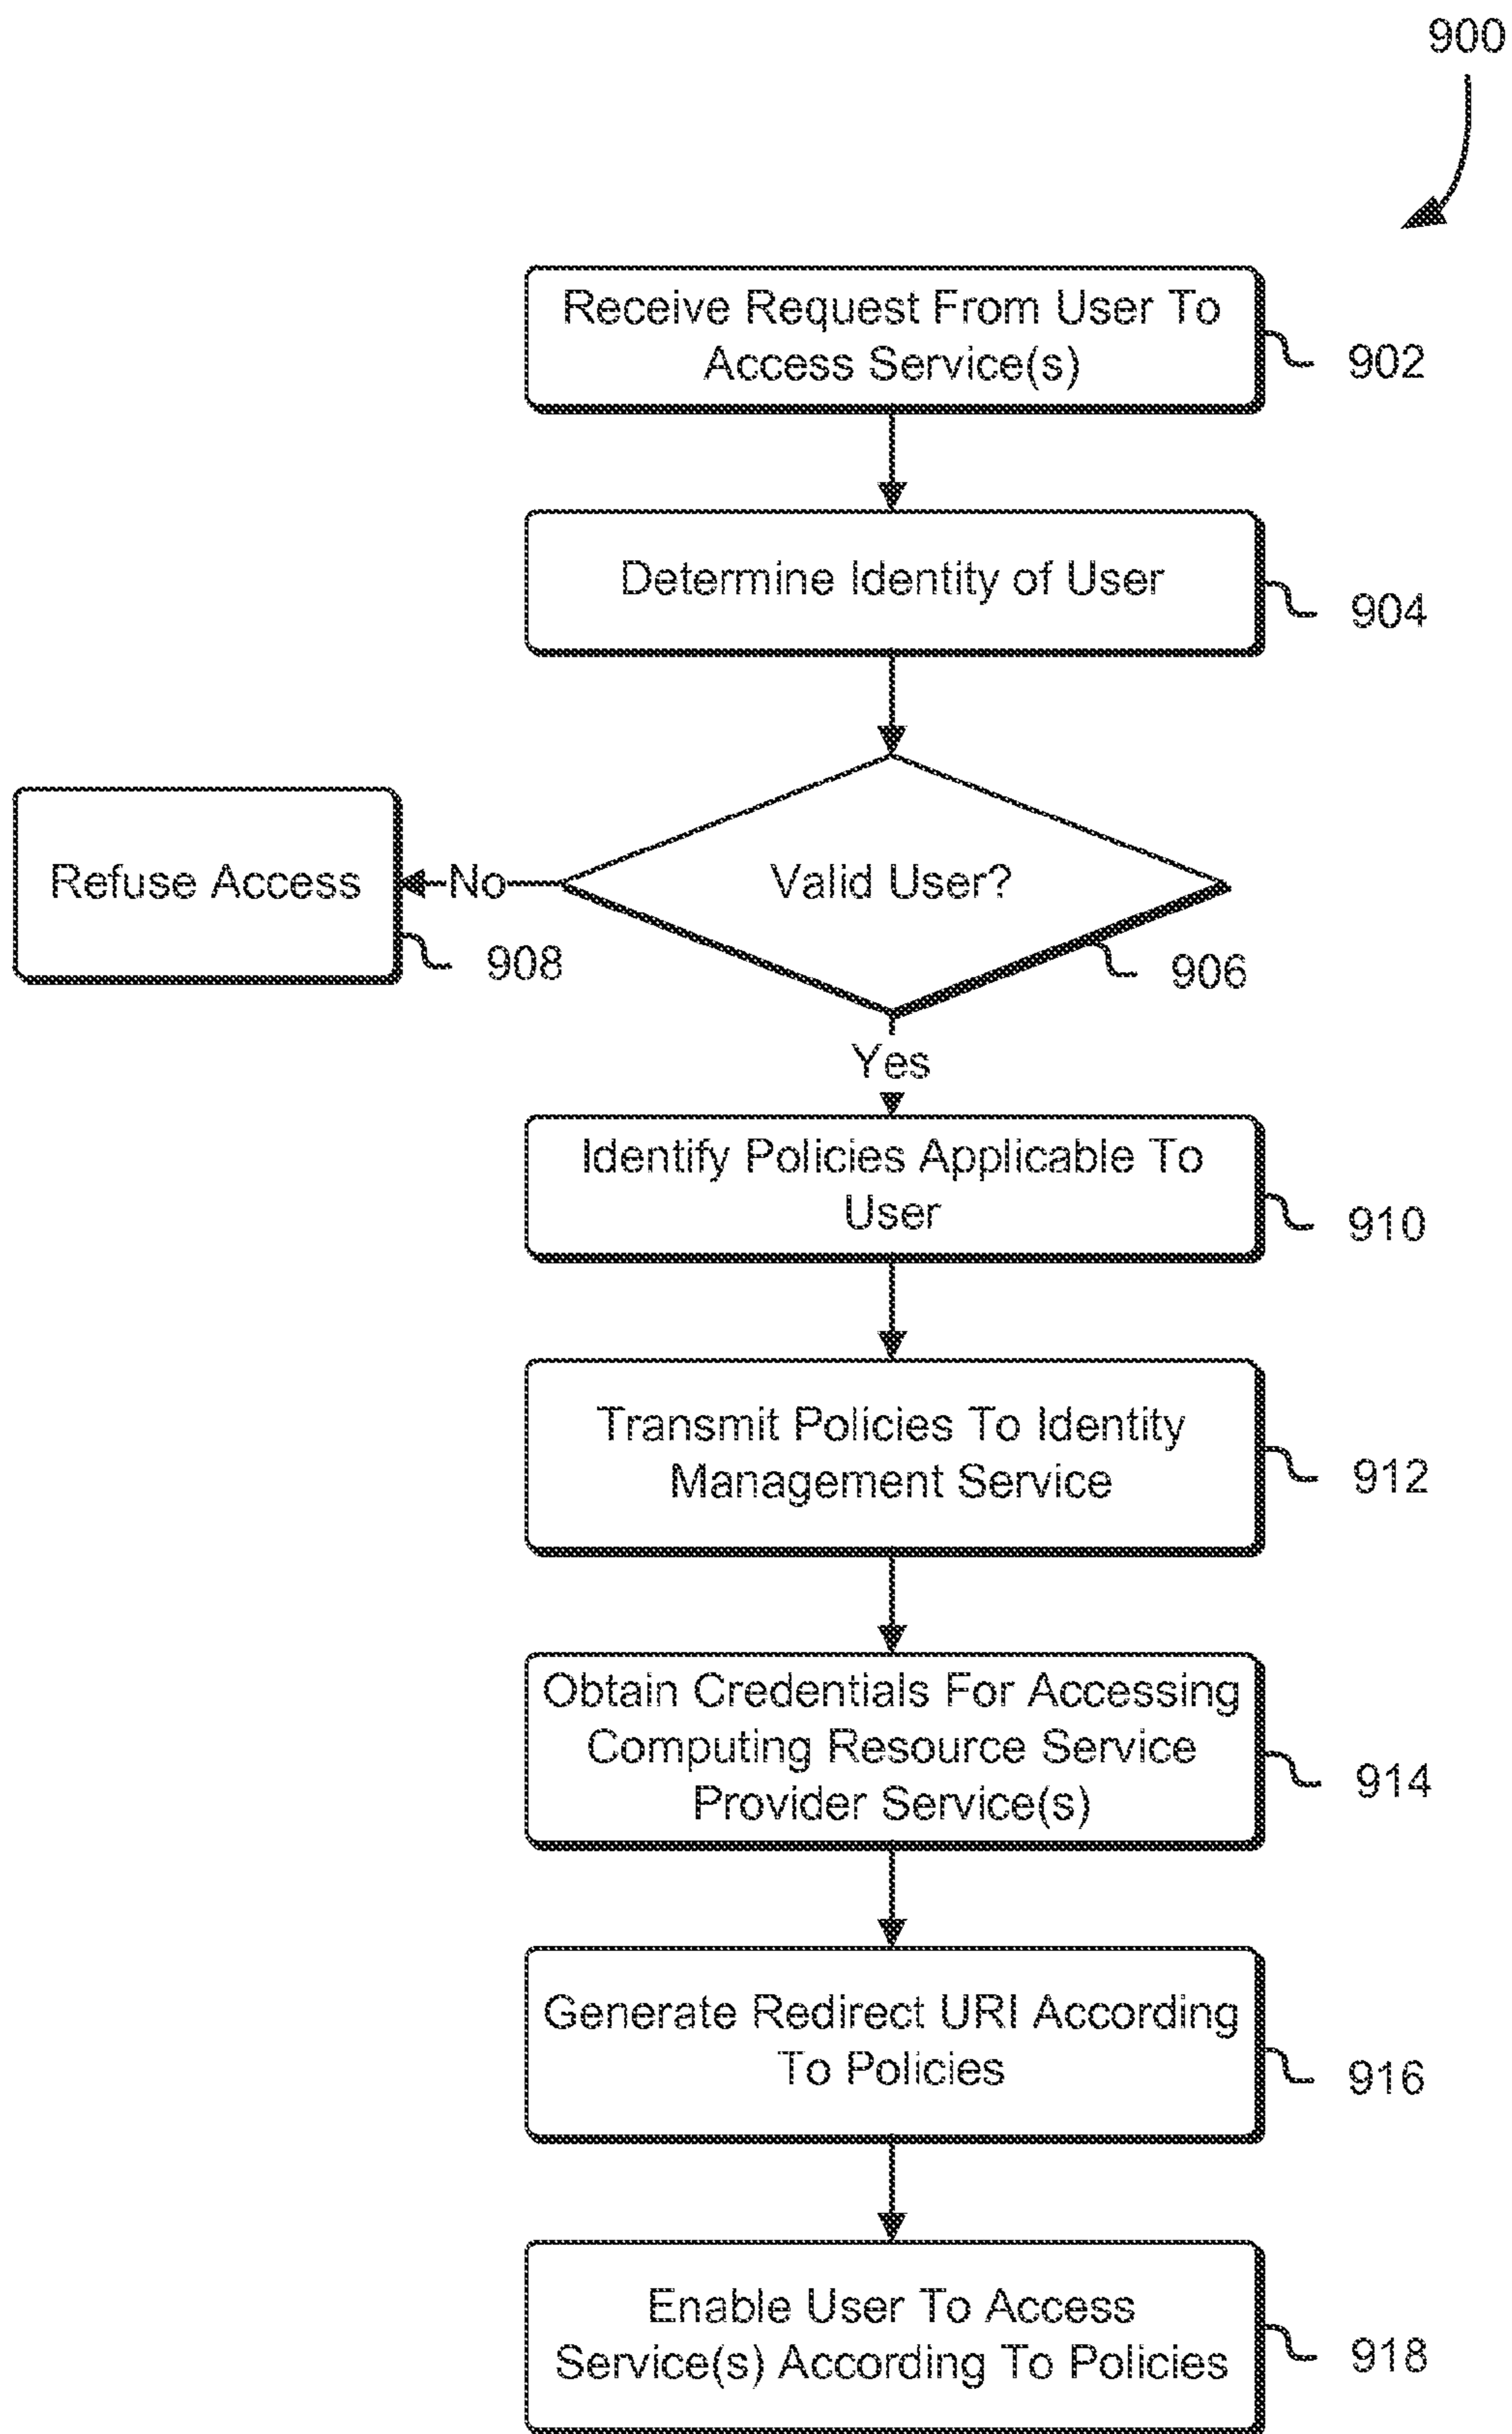 900
Receive Request From User To
Access Service(s)
902
Determine Identity of User
904
Valid User?
906
No
Refuse Access
908
Yes
Identify Policies Applicable To
User
910
Transmit Policies To Identity
Management Service
912
Obtain Credentials For Accessing
Computing Resource Service
Provider Service(s)
914
Generate Redirect URI According
To Policies
916
Enable User To Access
Service(s) According To Policies
918